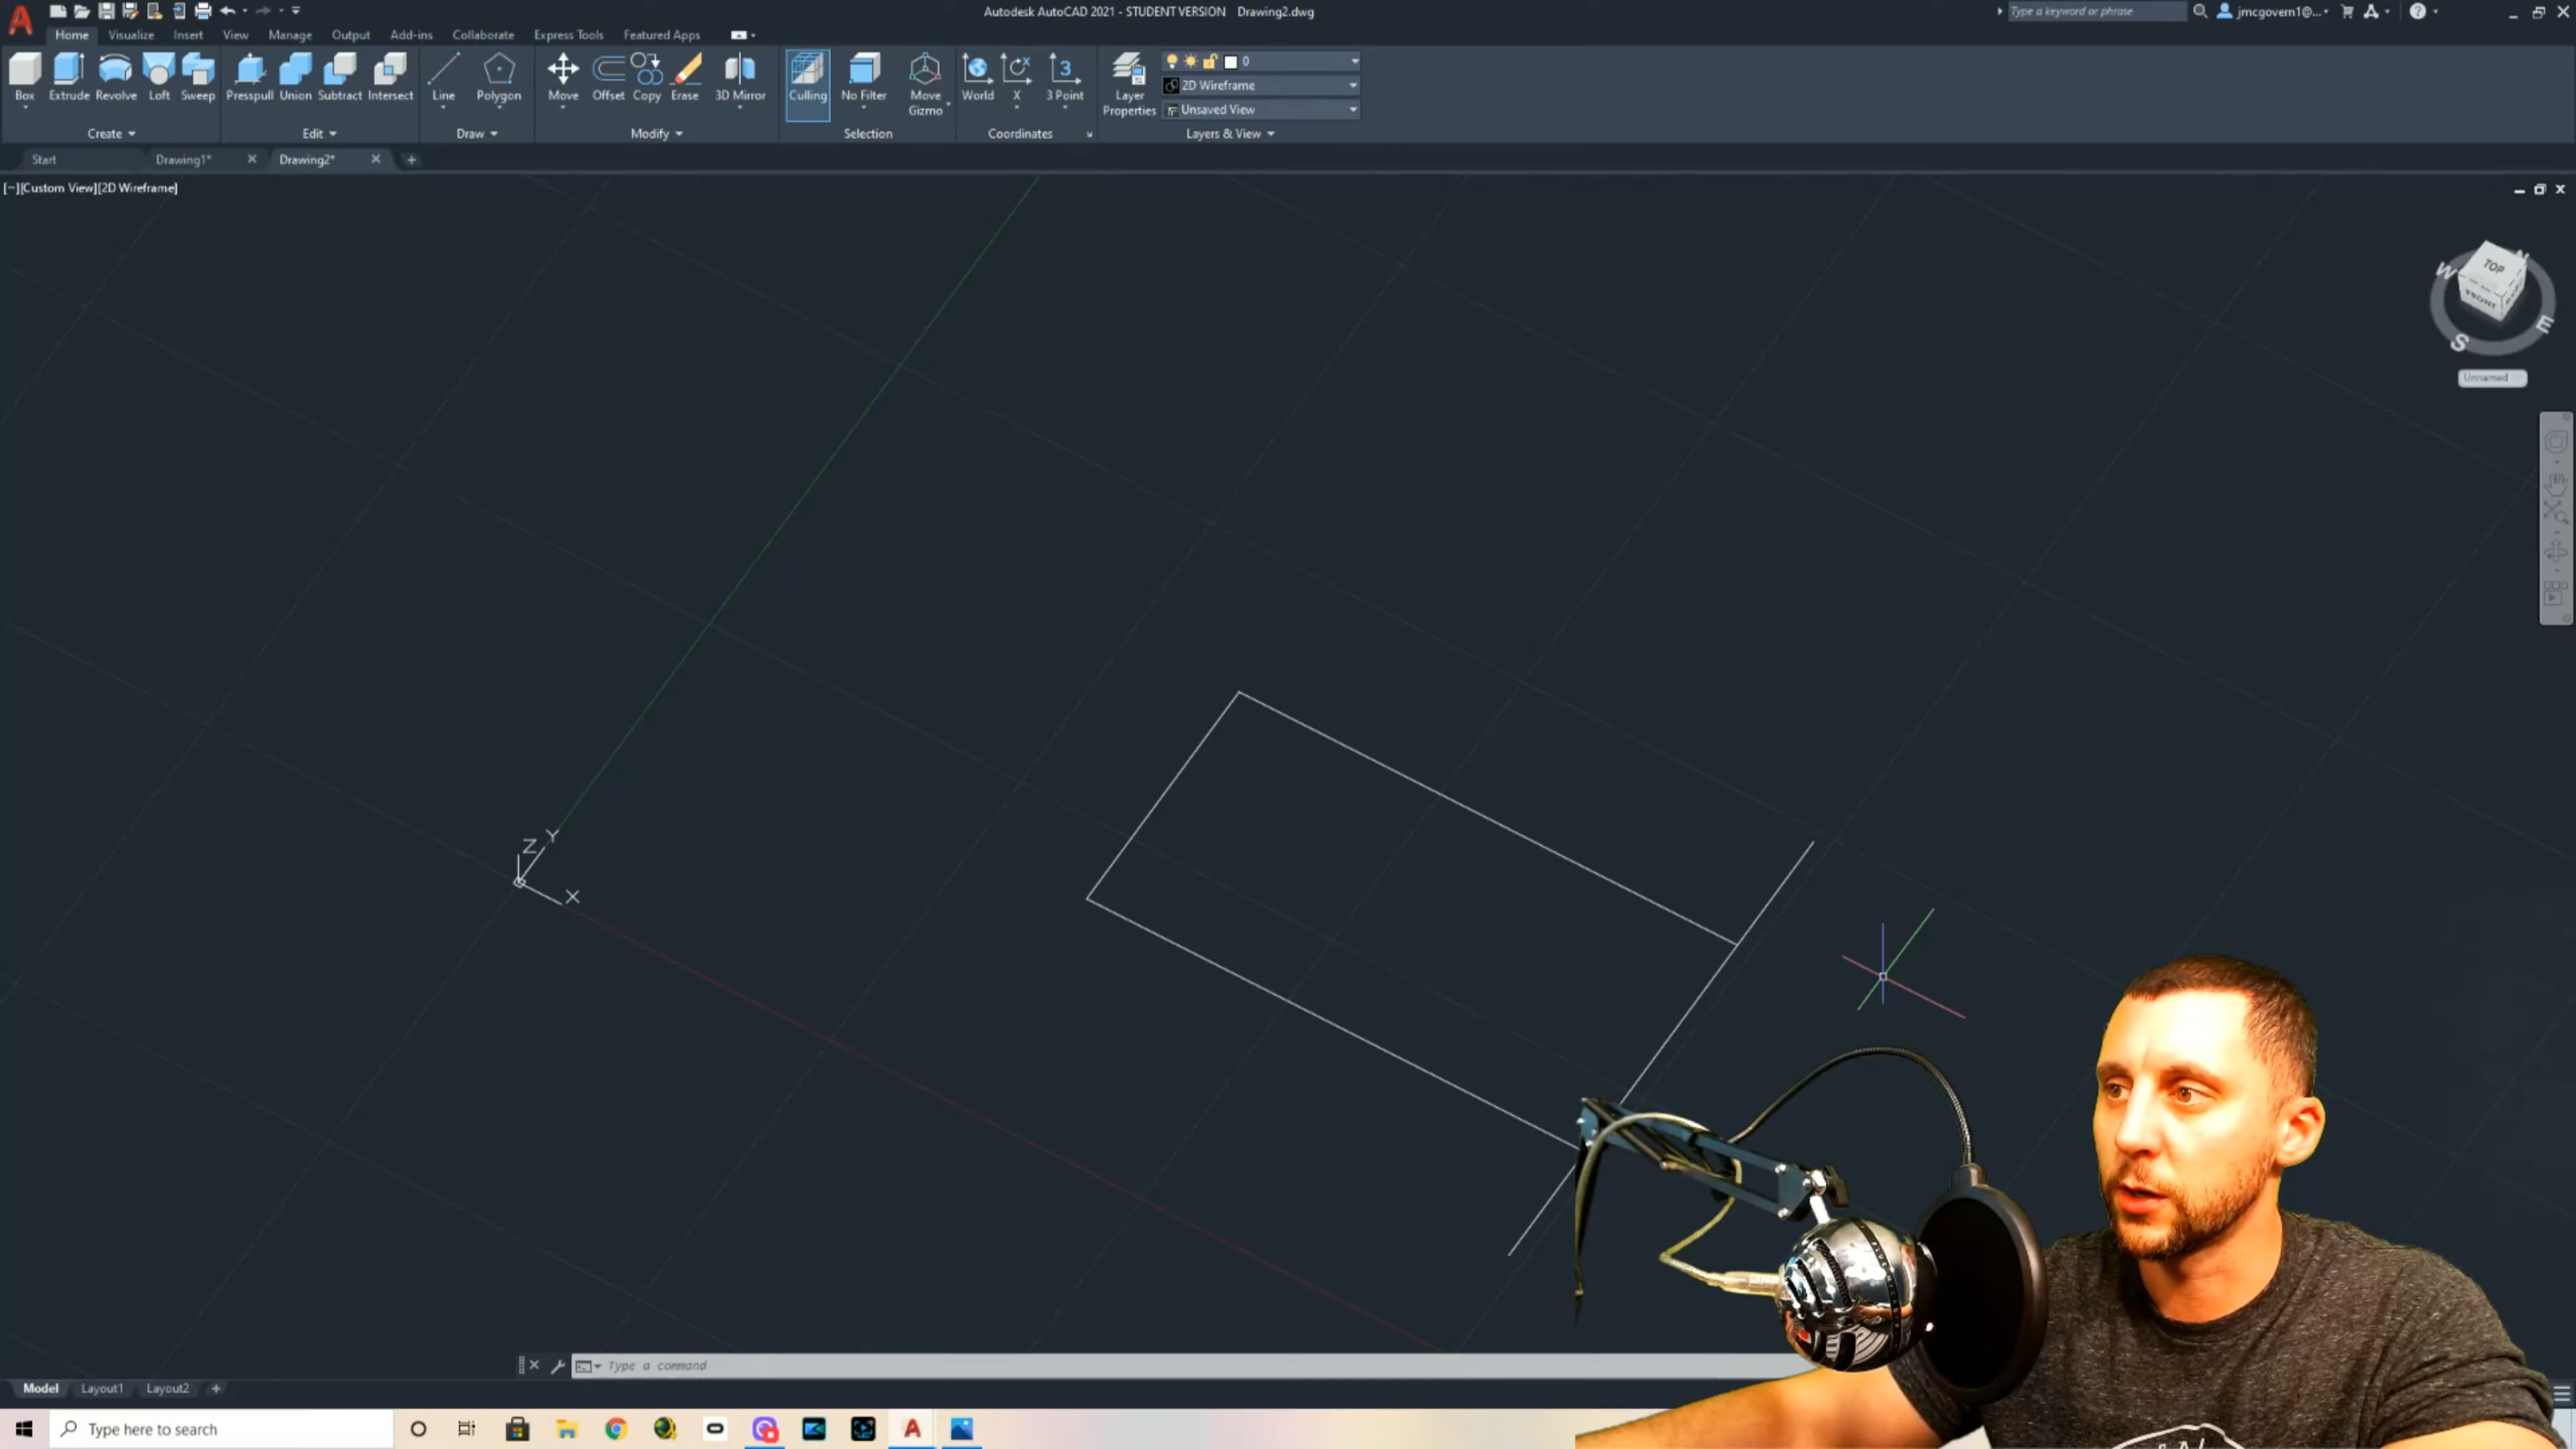 Autodesk AutoCAD 2021 - STUDENT VERSION Drawing2.dwg
Type a keyword or phrase
jmcgovern1@...
Home Visualize Insert View Manage Output Add-ins Collaborate Express Tools Featured Apps
Box Extrude Revolve Loft Sweep Presspull Union Subtract Intersect Line Polygon Move Offset Copy Erase 3D Mirror Culling No Filter Move Gizmo World X 3 Point Layer Properties
0
2D Wireframe
Unsaved View
Create Edit Draw Modify Selection Coordinates Layers & View
Start Drawing1* Drawing2*
[−][Custom View][2D Wireframe]
TOP
FRONT
W
S
E
Unnamed
Z Y
X
Type a command
Model Layout1 Layout2
Type here to search